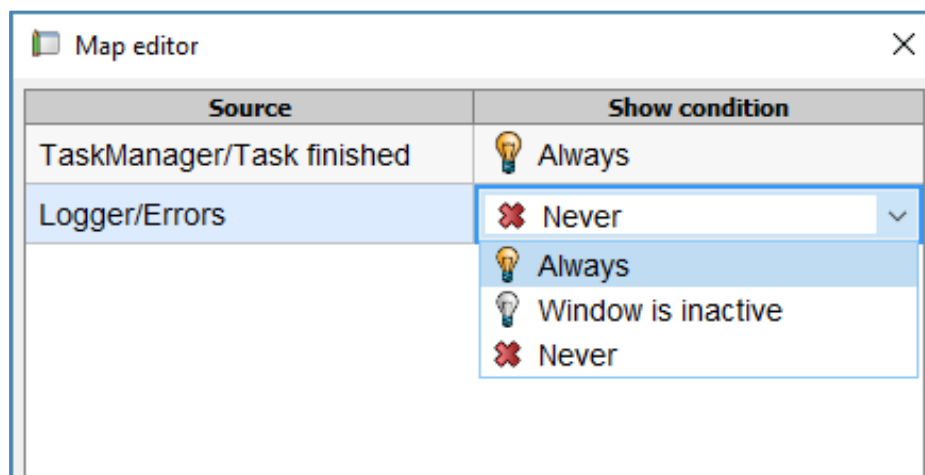 Map editor
Source Show condition
TaskManager/Task finished Always
Logger/Errors Never
Always
Window is inactive
Never